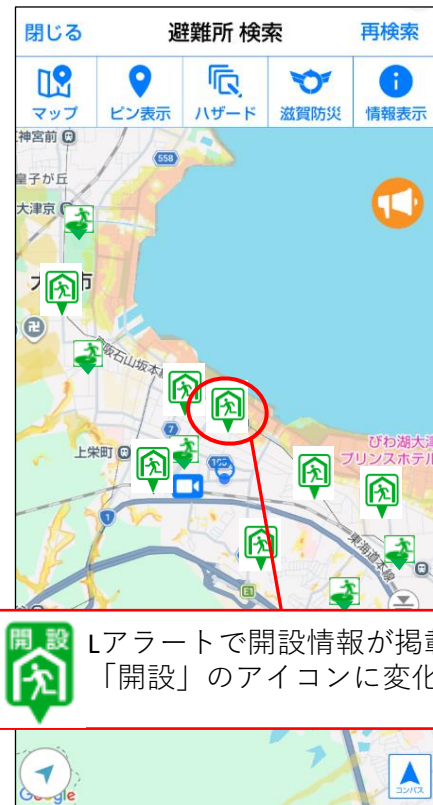 閉じる 避難所 検索 再検索
マップ ピン表示 ハザード 滋賀防災 情報表示
神宮前
558
皇子が丘
大津京
市
阪石山坂本
7
上栄町
びわ湖大津
プリンスホテル
1
東海道本線
E1
開設
Lアラートで開設情報が掲載
「開設」のアイコンに変化
Google
コンパス